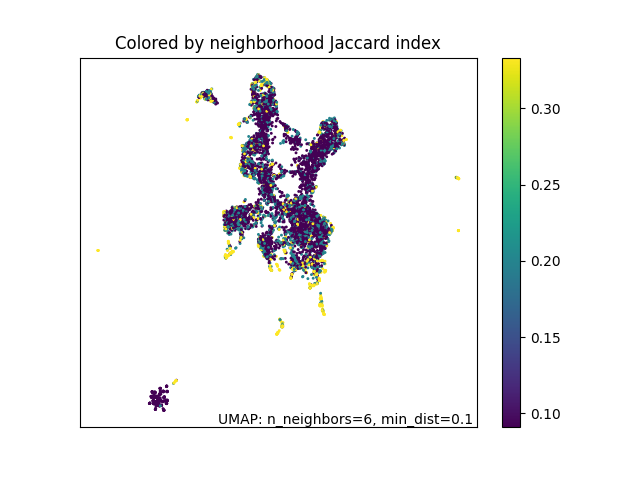 Colored by neighborhood Jaccard index
0.30
0.25
0.20
0.15
0.10
UMAP: n_neighbors=6, min_dist=0.1